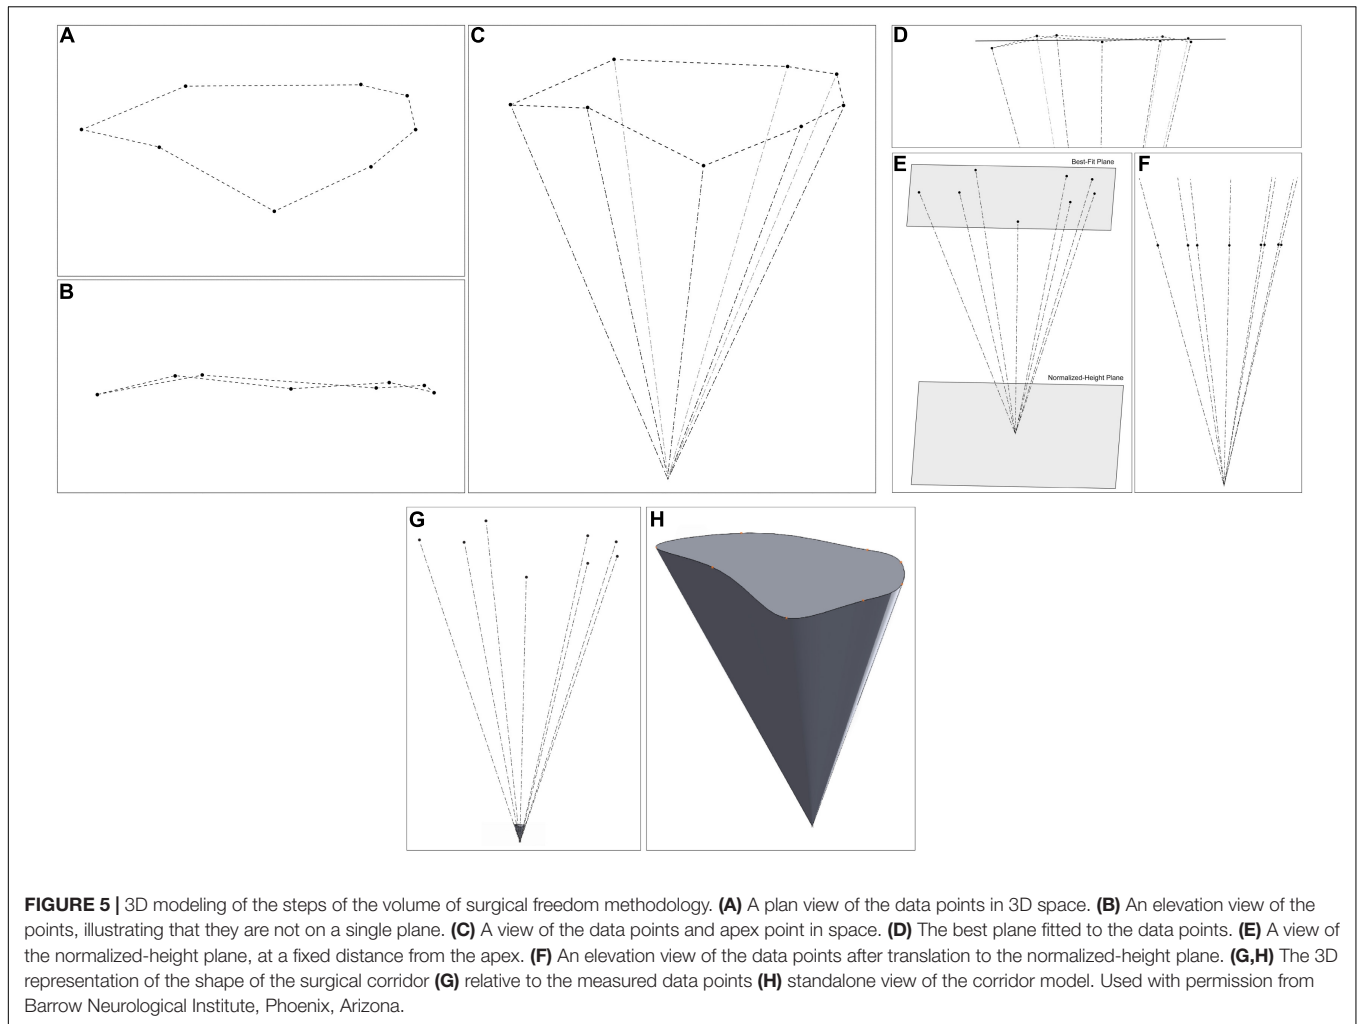 A
C
D
B
E
Best-Fit Plane
F
Normalized-Height Plane
G
H
FIGURE 5 | 3D modeling of the steps of the volume of surgical freedom methodology. (A) A plan view of the data points in 3D space. (B) An elevation view of the
points, illustrating that they are not on a single plane. (C) A view of the data points and apex point in space. (D) The best plane fitted to the data points. (E) A view of
the normalized-height plane, at a fixed distance from the apex. (F) An elevation view of the data points after translation to the normalized-height plane. (G,H) The 3D
representation of the shape of the surgical corridor (G) relative to the measured data points (H) standalone view of the corridor model. Used with permission from
Barrow Neurological Institute, Phoenix, Arizona.